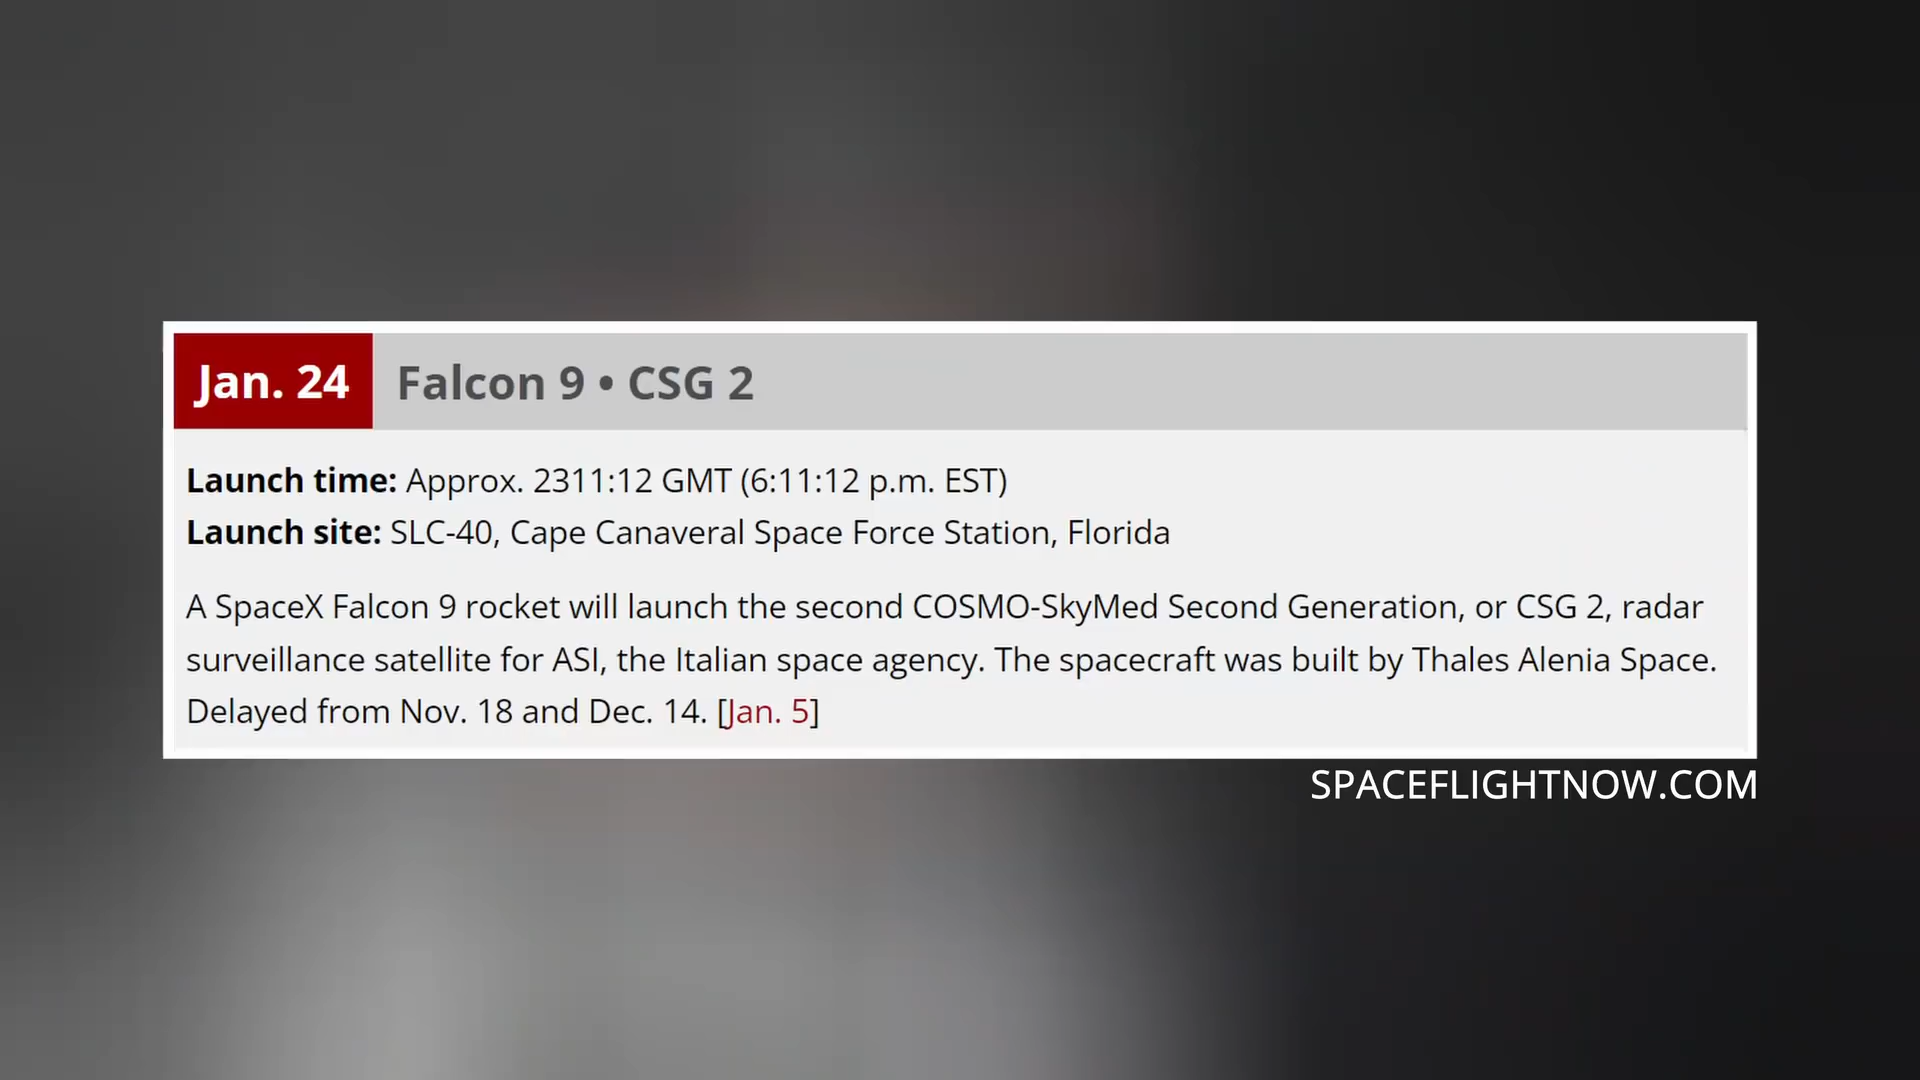 Jan. 24 Falcon 9 • CSG 2
Launch time: Approx. 2311:12 GMT (6:11:12 p.m. EST)
Launch site: SLC-40, Cape Canaveral Space Force Station, Florida
A SpaceX Falcon 9 rocket will launch the second COSMO-SkyMed Second Generation, or CSG 2, radar
surveillance satellite for ASI, the Italian space agency. The spacecraft was built by Thales Alenia Space.
Delayed from Nov. 18 and Dec. 14. [Jan. 5]
SPACEFLIGHTNOW.COM